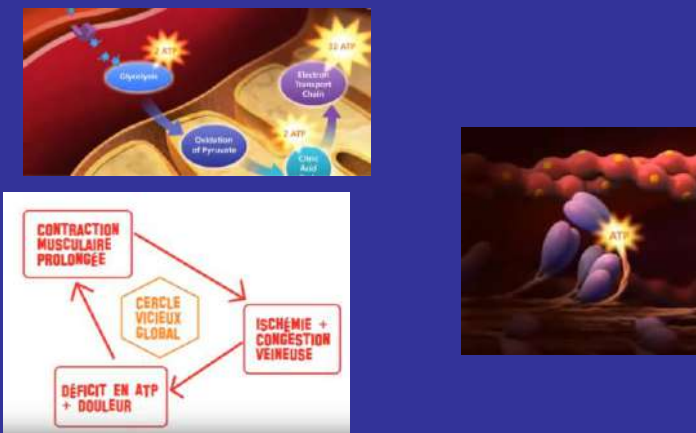 2 ATP
Glycolysis
32 ATP
Electron
Transport
Chain
Oxidation
of Pyruvate
2 ATP
Citric
Acid
CONTRACTION
MUSCULAIRE
PROLONGÉE
CERCLE
VICIEUX
GLOBAL
ISCHÉMIE +
CONGESTION
VEINEUSE
DÉFICIT EN ATP
+ DOULEUR
ATP